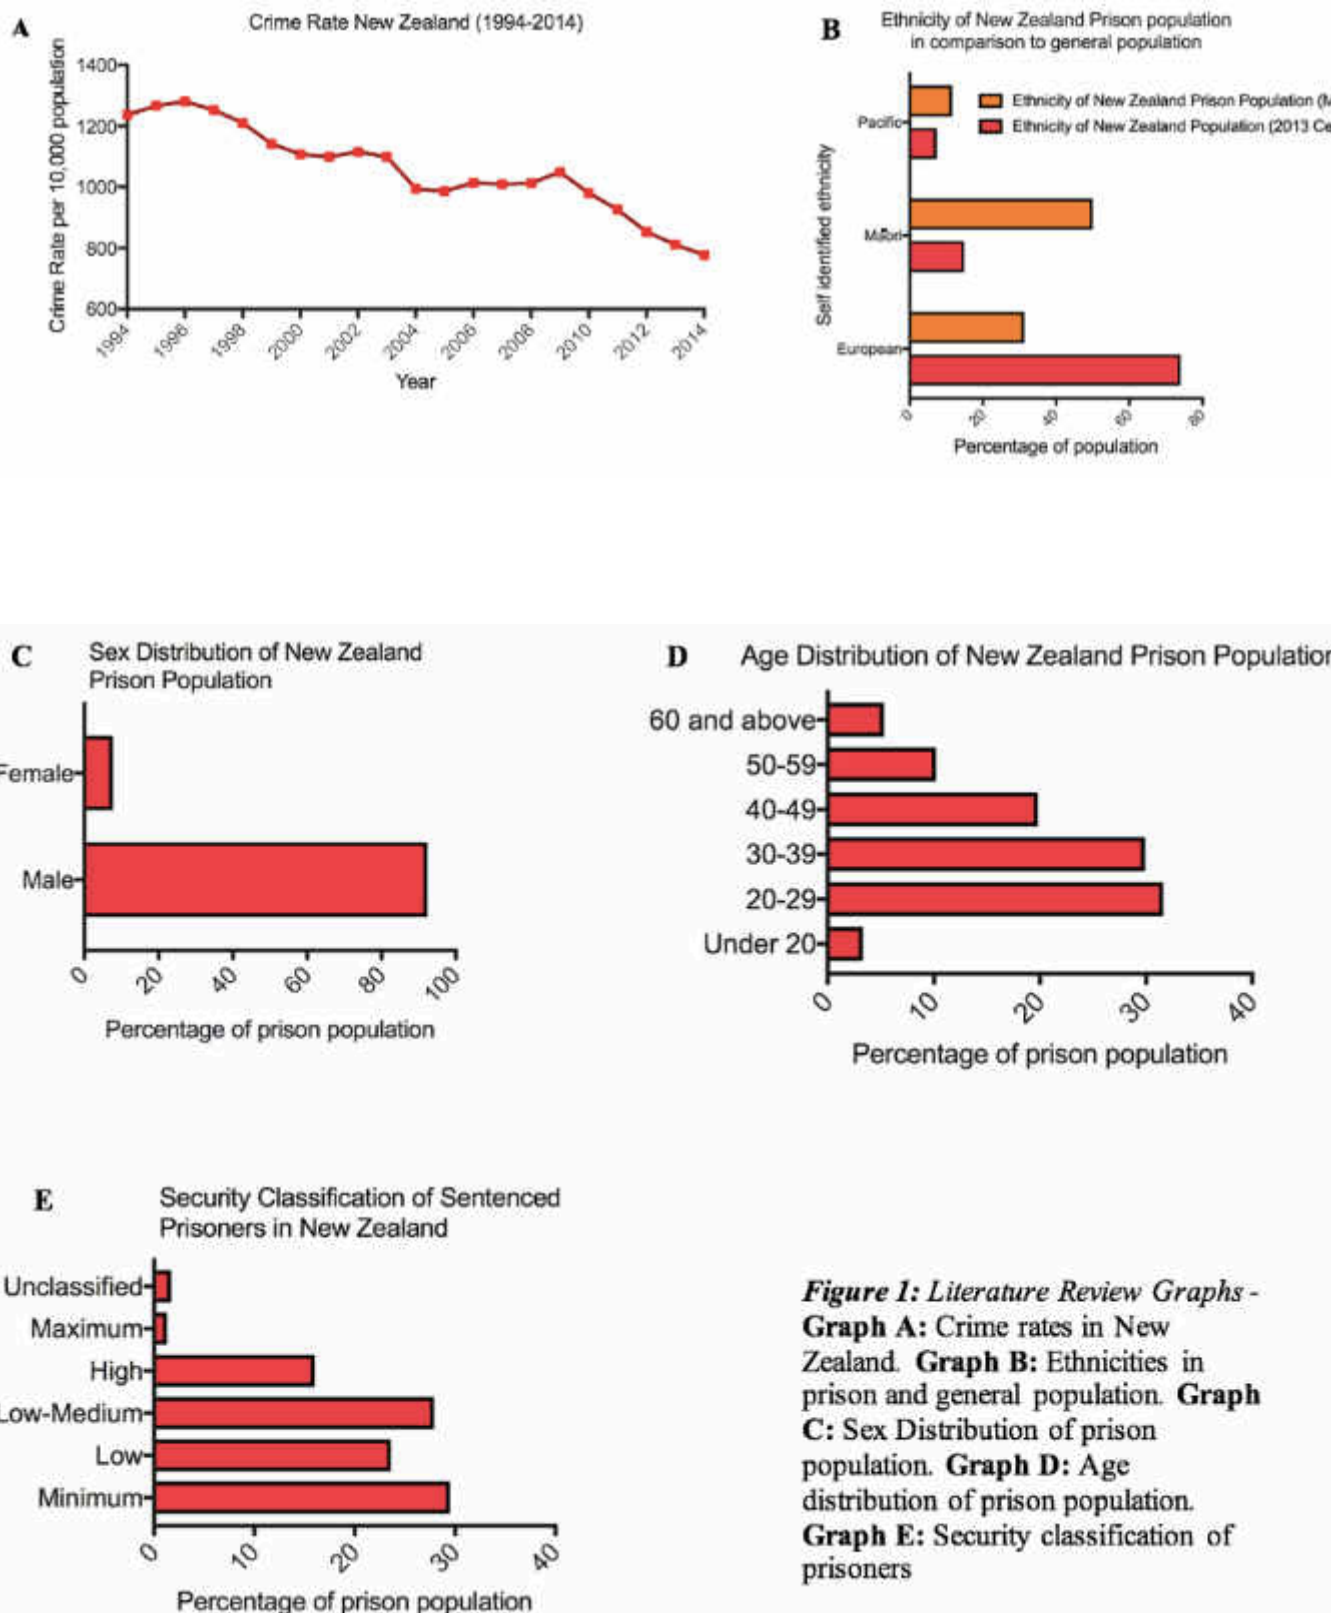 A
Crime Rate New Zealand (1994-2014)
Crime Rate per 10,000 population
1400
1200
1000
800
600
1994
1996
1998
2000
2002
2004
2006
2008
2010
2012
2014
Year
B
Ethnicity of New Zealand Prison population
in comparison to general population
Ethnicity of New Zealand Prison Population
Ethnicity of New Zealand Population (2013
Self identified ethnicity
Pacific
Māori
European
0
20
40
60
80
Percentage of population
C
Sex Distribution of New Zealand
Prison Population
Female
Male
0
20
40
60
80
100
Percentage of prison population
D
Age Distribution of New Zealand Prison Population
60 and above
50-59
40-49
30-39
20-29
Under 20
0
10
20
30
40
Percentage of prison population
E
Security Classification of Sentenced
Prisoners in New Zealand
Unclassified
Maximum
High
Low-Medium
Low
Minimum
0
10
20
30
40
Percentage of prison population
Figure 1: Literature Review Graphs -
Graph A: Crime rates in New
Zealand. Graph B: Ethnicities in
prison and general population. Graph
C: Sex Distribution of prison
population. Graph D: Age
distribution of prison population.
Graph E: Security classification of
prisoners